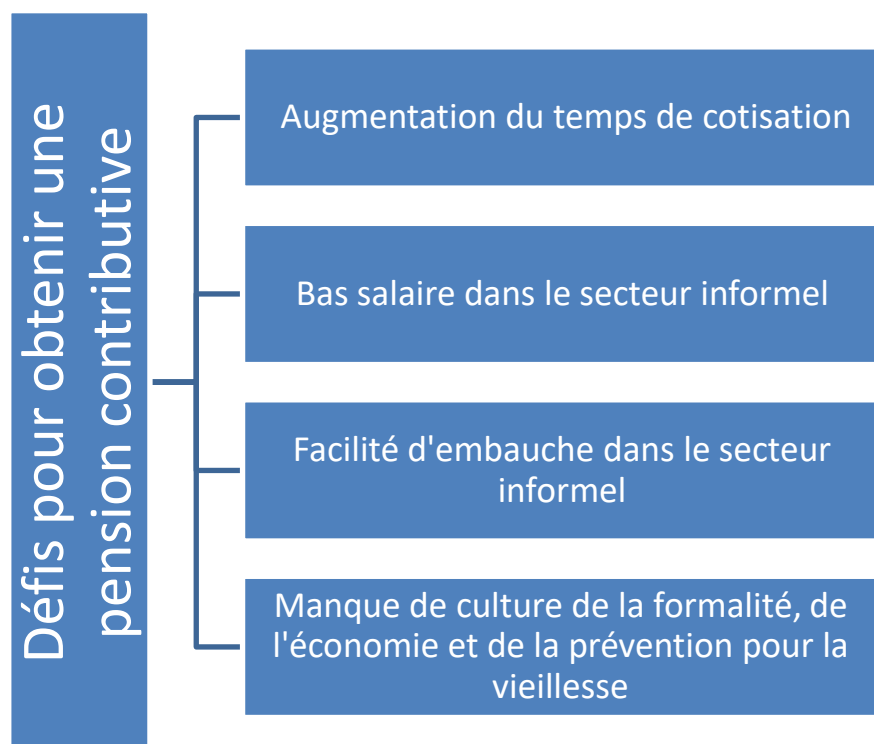 Défis pour obtenir une
pension contributive
Augmentation du temps de cotisation
Bas salaire dans le secteur informel
Facilité d'embauche dans le secteur
informel
Manque de culture de la formalité, de
l'économie et de la prévention pour la
vieillesse